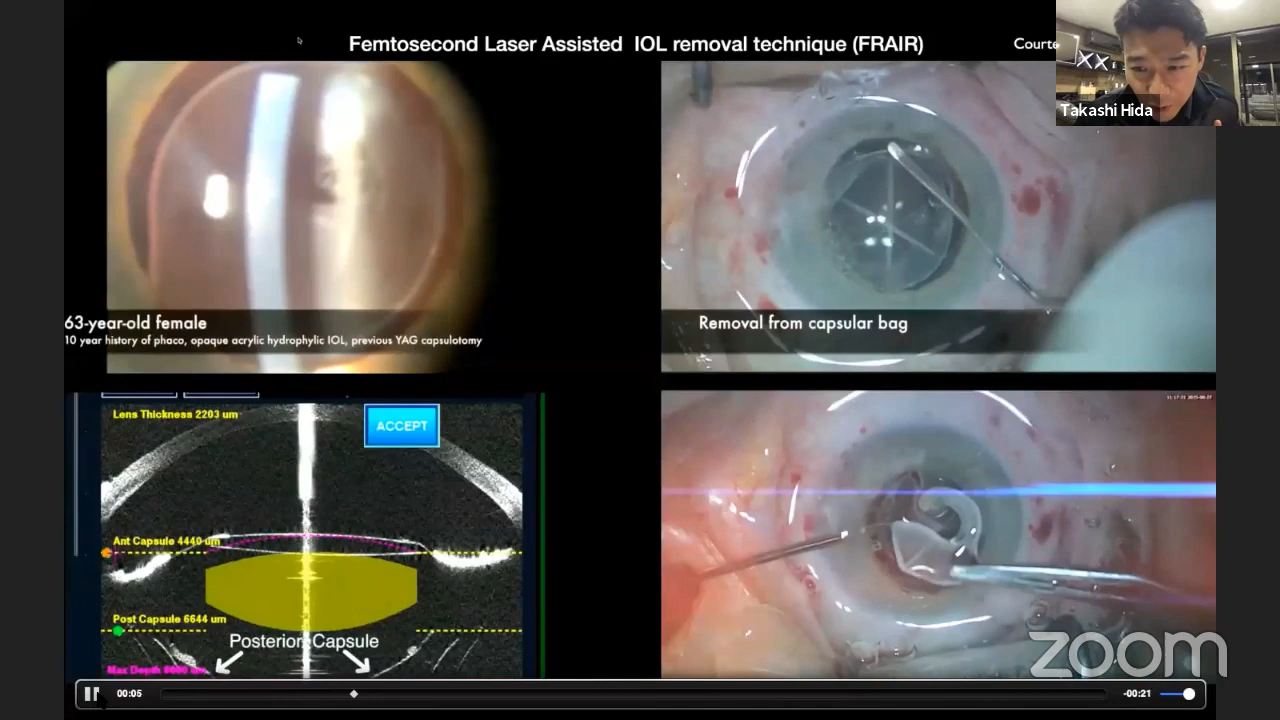 Femtosecond Laser Assisted IOL removal technique (FRAIR)
Courte
Takashi Hida
63-year-old female
10 year history of phaco, opaque acrylic hydrophylic IOL, previous YAG capsulotomy
Removal from capsular bag
Lens Thickness 2203 um
ACCEPT
Ant Capsule 4440 um
Post Capsule 6644 um
Posterior Capsule
Max Depth
zoom
00:05
-00:21